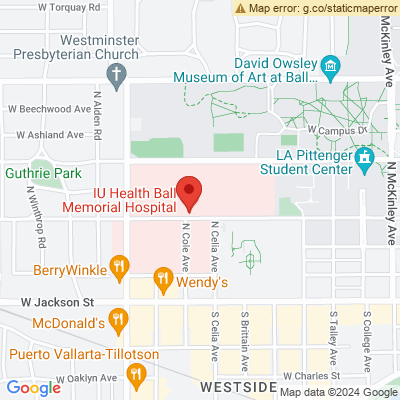 Map error: g.co/staticmaperror
W Torquay Rd
Westminster
Presbyterian Church
David Owsley
Museum of Art at Ball…
N McKinley Ave
W Beechwood Ave
N Alden Rd
W Ashland Ave
W Campus Dr
Guthrie Park
LA Pittenger
Student Center
IU Health Ball
Memorial Hospital
N Winthrop Rd
N McKinley Ave
N Cole Ave
N Celia Ave
BerryWinkle
Wendy's
W Jackson St
McDonald's
S Celia Ave
S Brittain Ave
S Talley Ave
S College Ave
Puerto Vallarta-Tillotson
W Oaklyn Ave
W Charles St
WESTSIDE
Google
Map data ©2024 Google